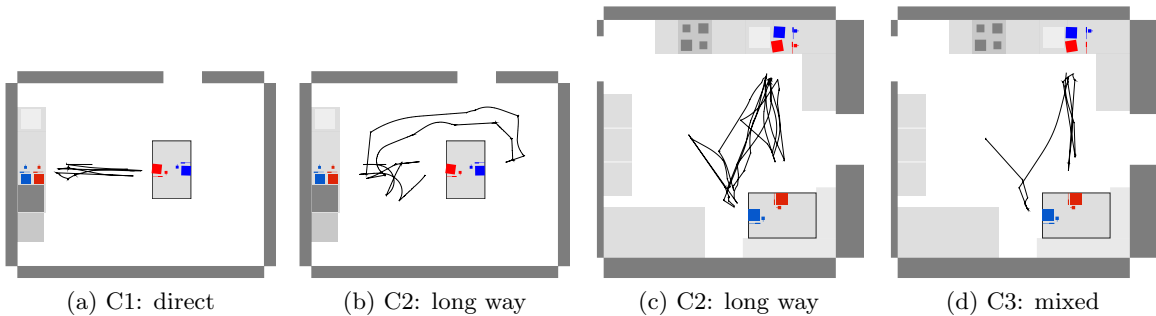 (a) C1: direct
(b) C2: long way
(c) C2: long way
(d) C3: mixed